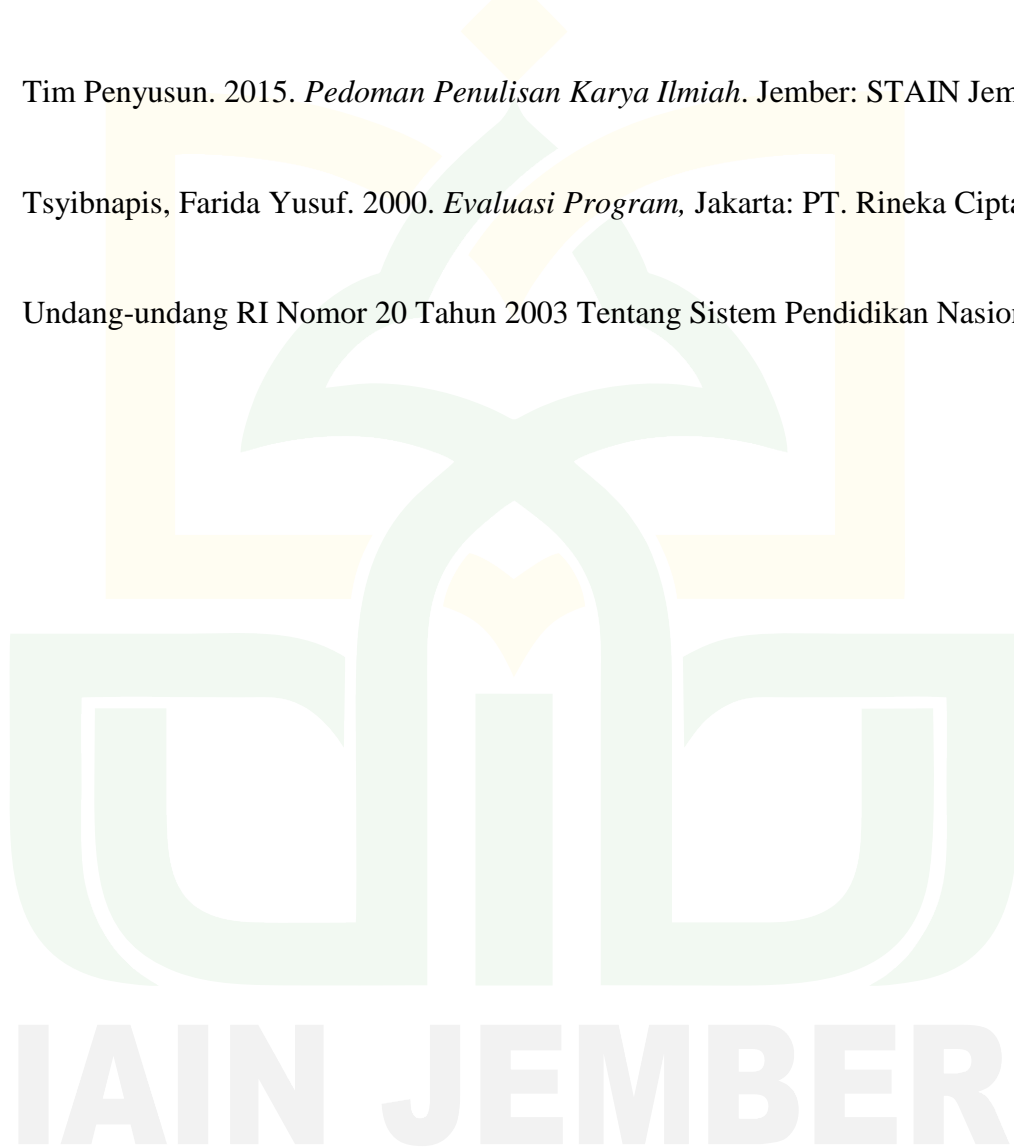 Tim Penyusun. 2015. Pedoman Penulisan Karya Ilmiah. Jember: STAIN Jem
Tsyibnapis, Farida Yusuf. 2000. Evaluasi Program, Jakarta: PT. Rineka Cipta
Undang-undang RI Nomor 20 Tahun 2003 Tentang Sistem Pendidikan Nasion
IAIN JEMBER